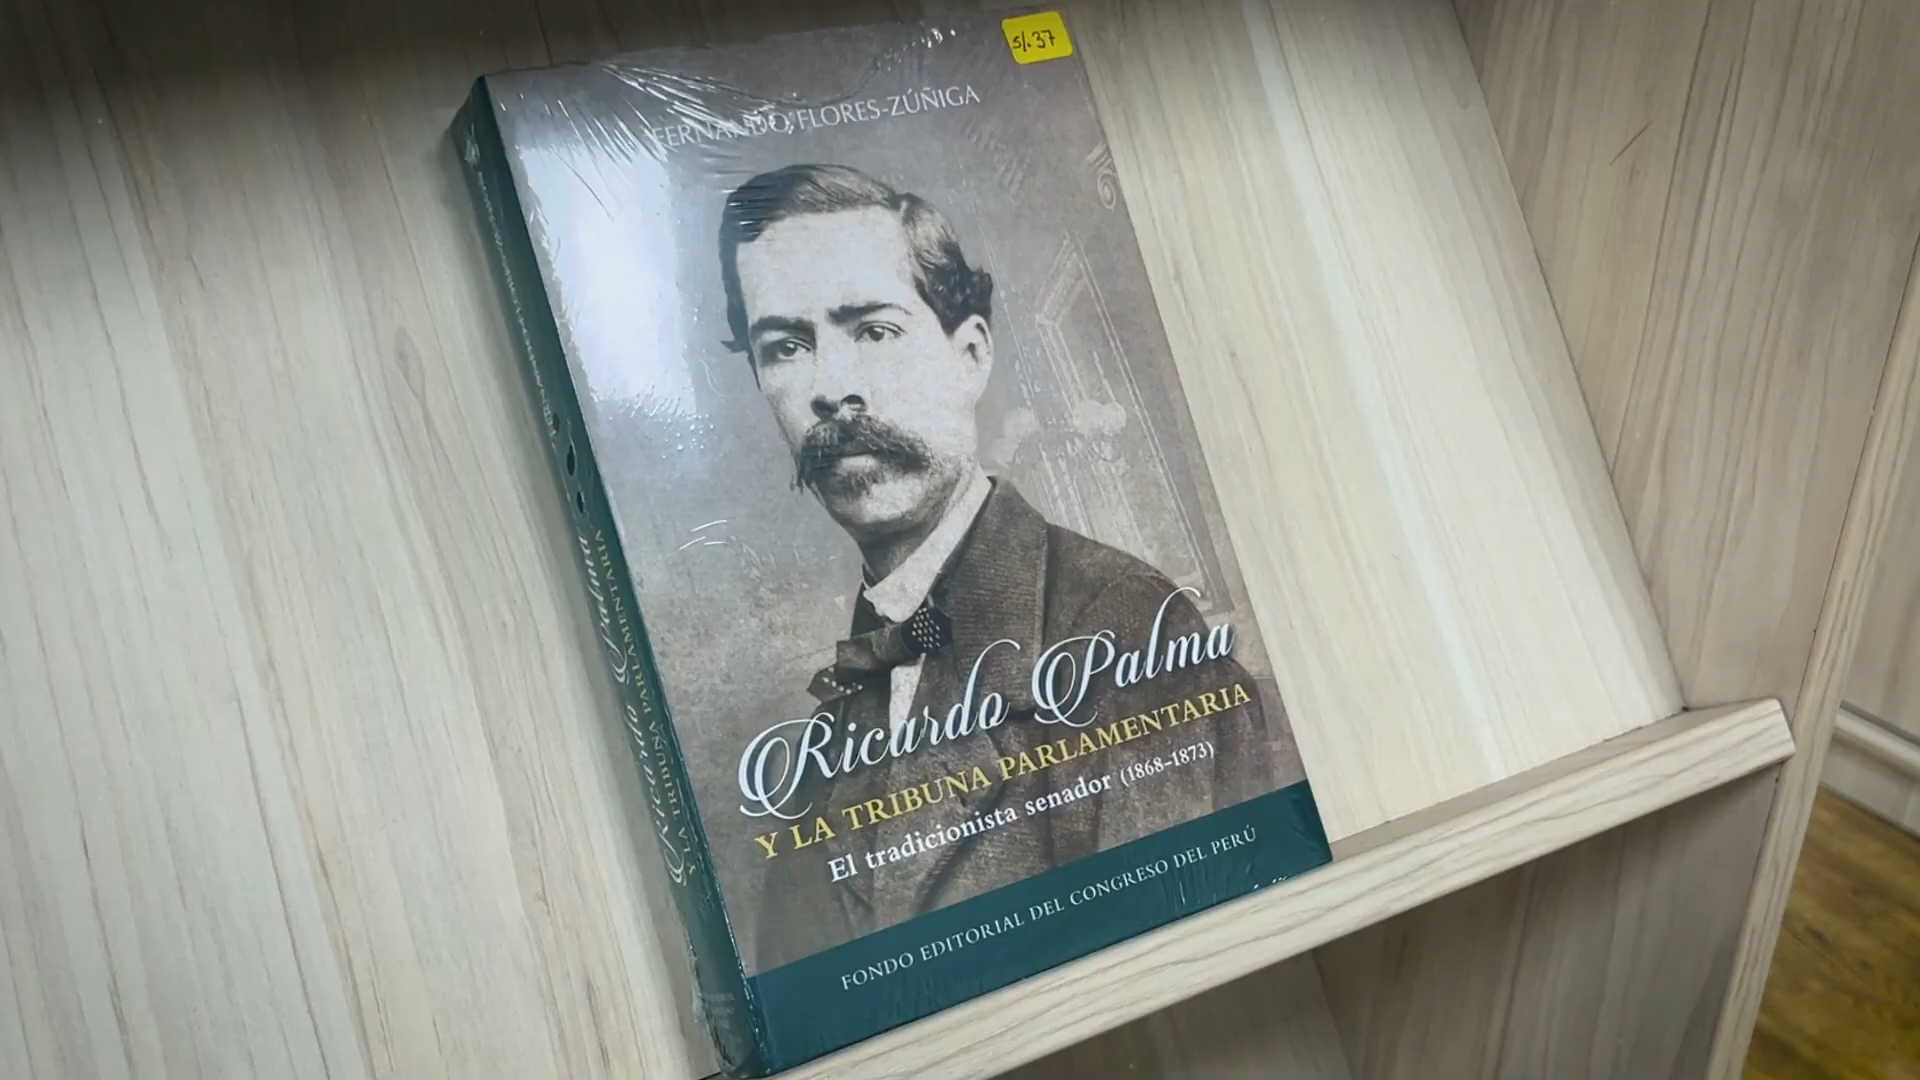 s/.37
FERNANDO FLORES-ZÚÑIGA
Ricardo Palma
Y LA TRIBUNA PARLAMENTARIA
El tradicionista senador (1868-1873)
FONDO EDITORIAL DEL CONGRESO DEL PERÚ
Ricardo Palma
Y LA TRIBUNA PARLAMENTARIA